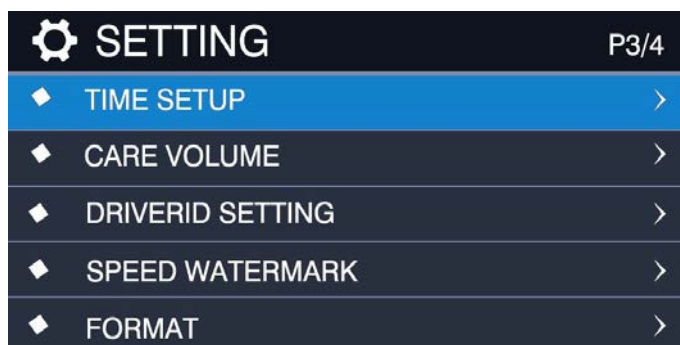 SETTING P3/4
TIME SETUP
CARE VOLUME
DRIVERID SETTING
SPEED WATERMARK
FORMAT